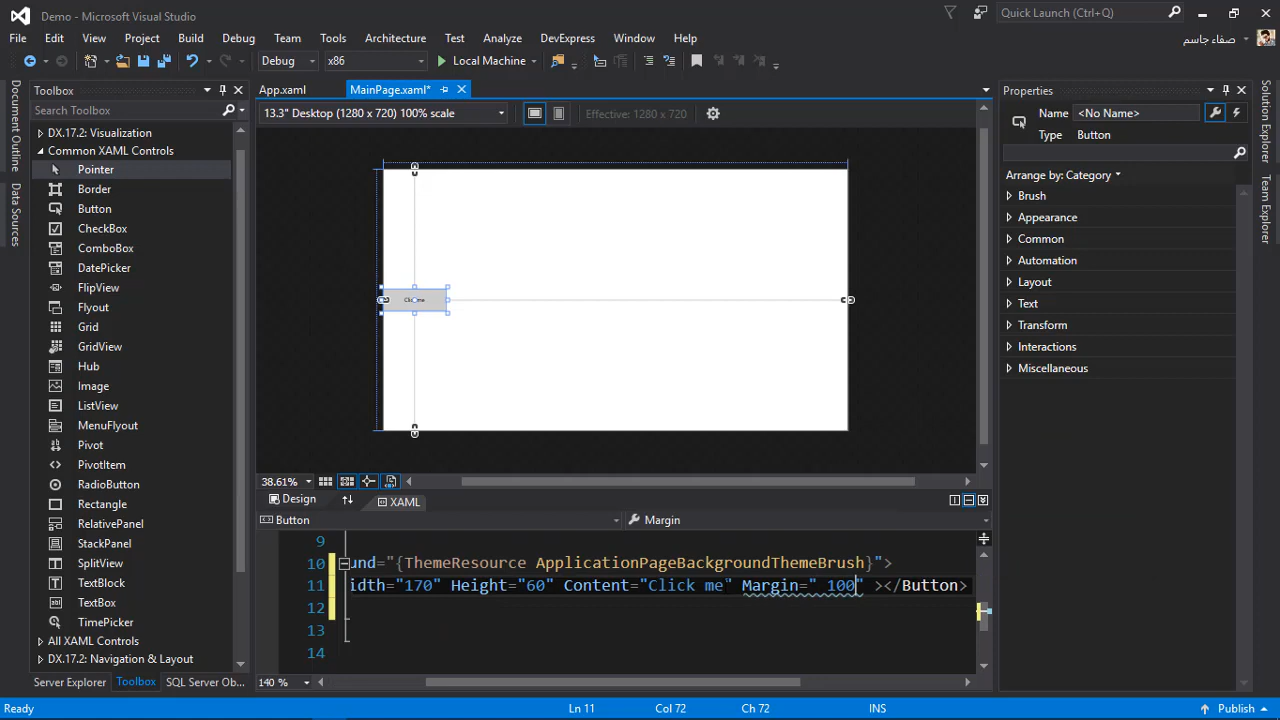 Demo - Microsoft Visual Studio
Quick Launch (Ctrl+Q)
File Edit View Project Build Debug Team Tools Architecture Test Analyze DevExpress Window Help
صفاء جاسم
Debug x86 Local Machine
Document Outline
Data Sources
Toolbox
Search Toolbox
DX.17.2: Visualization
Common XAML Controls
Pointer
Border
Button
CheckBox
ComboBox
DatePicker
FlipView
Flyout
Grid
GridView
Hub
Image
ListView
MenuFlyout
Pivot
PivotItem
RadioButton
Rectangle
RelativePanel
StackPanel
SplitView
TextBlock
TextBox
TimePicker
All XAML Controls
DX.17.2: Navigation & Layout
Server Explorer Toolbox SQL Server Ob...
App.xaml MainPage.xaml*
13.3" Desktop (1280 x 720) 100% scale Effective: 1280 x 720
Click me
38.61%
Design XAML
Button Margin
9
10 und="{ThemeResource ApplicationPageBackgroundThemeBrush}">
11 idth="170" Height="60" Content="Click me" Margin=" 100" ></Button>
12
13
14
140 %
Properties
Name <No Name>
Type Button
Arrange by: Category
Brush
Appearance
Common
Automation
Layout
Text
Transform
Interactions
Miscellaneous
Solution Explorer
Team Explorer
Ready Ln 11 Col 72 Ch 72 INS Publish